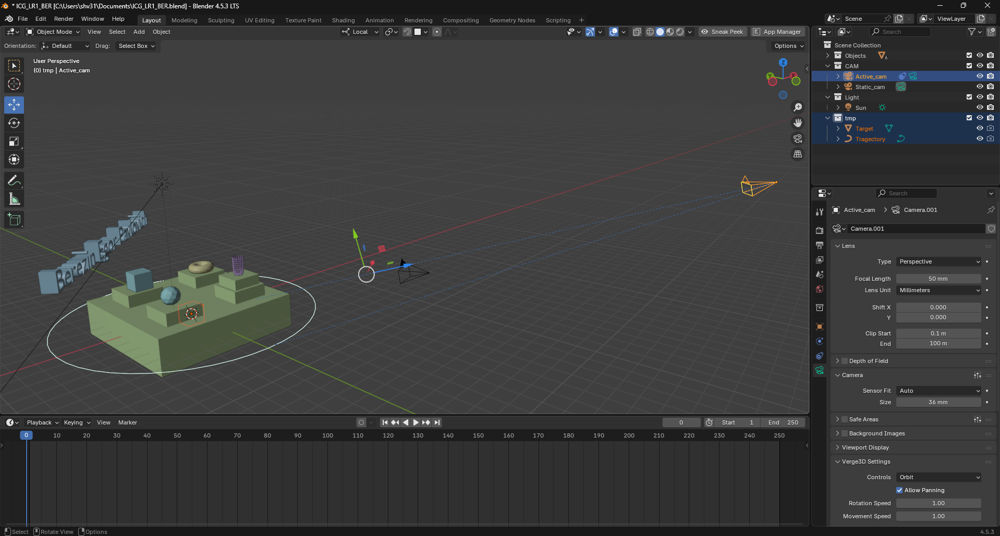 * ICG_LR1_BER [C:\Users\shv31\Documents\ICG_LR1_BER.blend] - Blender 4.5.3 LTS
File Edit Render Window Help Layout Modeling Sculpting UV Editing Texture Paint Shading Animation Rendering Compositing Geometry Nodes Scripting + Scene ViewLayer
Object Mode View Select Add Object Local Sneak Peek App Manager Search
Orientation: Default Drag: Select Box Options
User Perspective
(0) tmp | Active_cam
Z
Y X
Berezin Egor
Scene Collection
Objects 6
CAM
Active_cam
Static_cam
Light
Sun
tmp
Target
Tragectory
Search
Active_cam > Camera.001
Camera.001
Lens
Type Perspective
Focal Length 50 mm
Lens Unit Millimeters
Shift X 0.000
Y 0.000
Clip Start 0.1 m
End 100 m
Depth of Field
Camera
Sensor Fit Auto
Size 36 mm
Safe Areas
Background Images
Viewport Display
Verge3D Settings
Controls Orbit
Allow Panning
Rotation Speed 1.00
Movement Speed 1.00
Playback Keying View Marker 0 Start 1 End 250
0 10 20 30 40 50 60 70 80 90 100 110 120 130 140 150 160 170 180 190 200 210 220 230 240 250
Select Rotate View Options 4.5.3